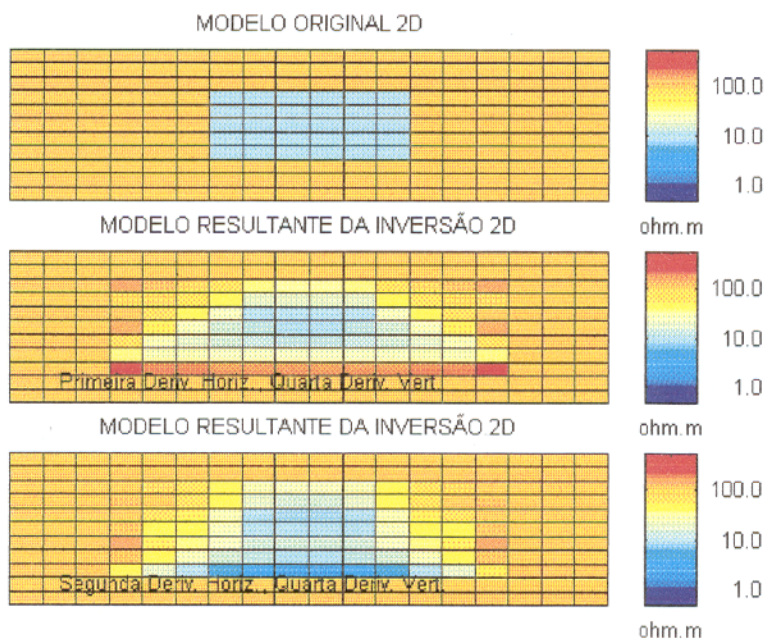 MODELO ORIGINAL 2D
100.0
10.0
1.0
ohm.m
MODELO RESULTANTE DA INVERSÃO 2D
100.0
10.0
1.0
Primeira Deriv. Horiz., Quarta Deriv. Vert.
ohm.m
MODELO RESULTANTE DA INVERSÃO 2D
100.0
10.0
1.0
Segunda Deriv. Horiz., Quarta Deriv. Vert.
ohm.m